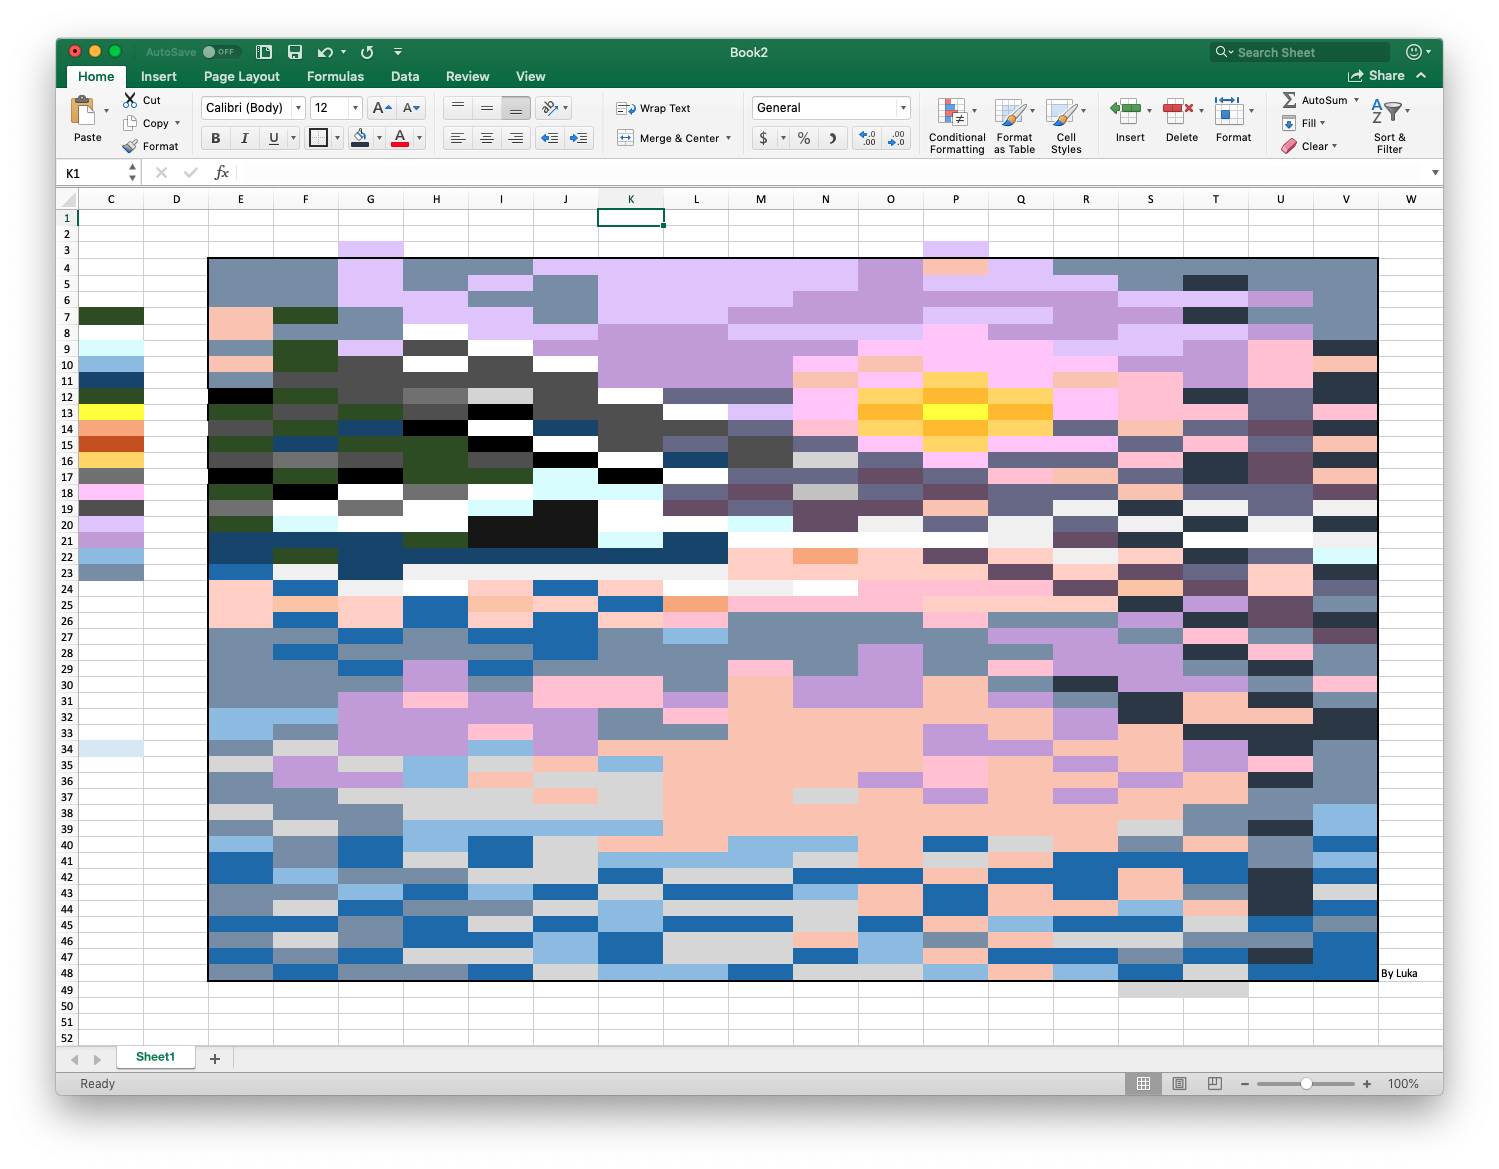 AutoSave OFF Book2 Search Sheet
Home Insert Page Layout Formulas Data Review View Share
Paste Cut Copy Format
Calibri (Body) 12 A A
B I U A
ab
Wrap Text
Merge & Center
General
$ % )
.0 .00 .00 .0
Conditional Formatting
Format as Table
Cell Styles
Insert Delete Format
AutoSum
Fill
Clear
A Z
Sort & Filter
K1 fx
C D E F G H I J K L M N O P Q R S T U V W
1
2
3
4
5
6
7
8
9
10
11
12
13
14
15
16
17
18
19
20
21
22
23
24
25
26
27
28
29
30
31
32
33
34
35
36
37
38
39
40
41
42
43
44
45
46
47
48 By Luka
49
50
51
52
Sheet1 +
Ready 100%